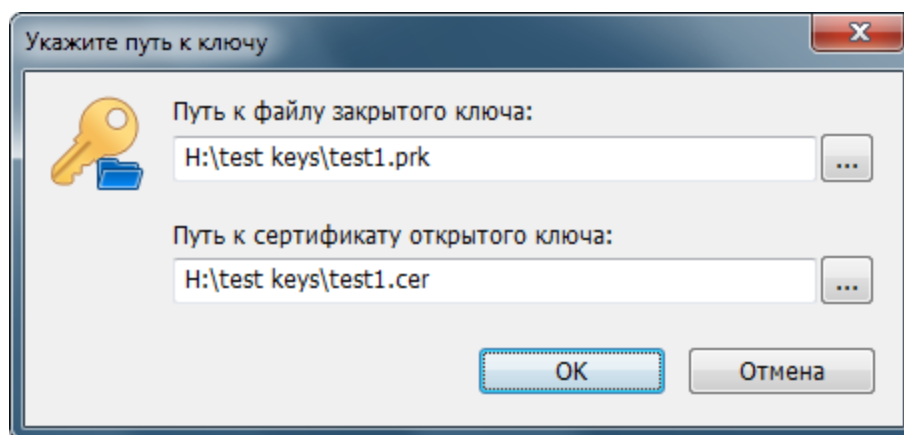 Укажите путь к ключу
Путь к файлу закрытого ключа:
H:\test keys\test1.prk
...
Путь к сертификату открытого ключа:
H:\test keys\test1.cer
...
OK
Отмена